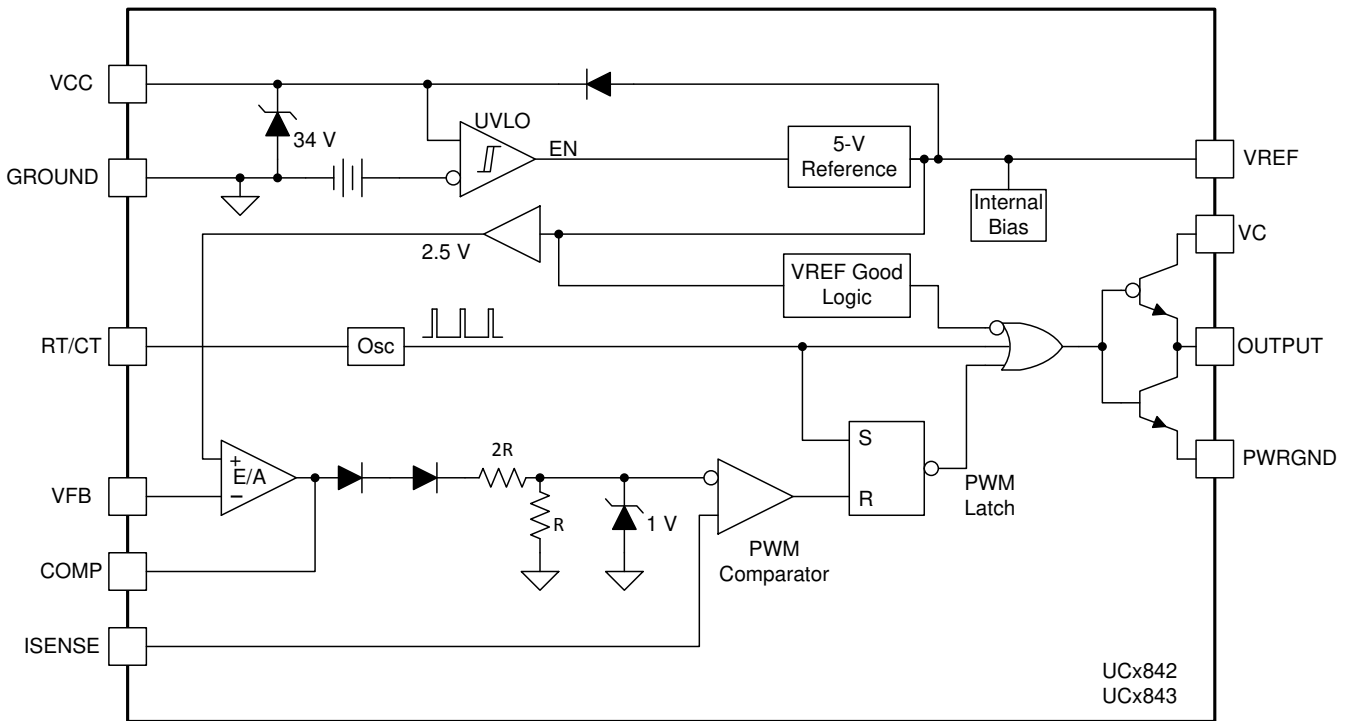 VCC
34 V
UVLO
EN
5-V
Reference
GROUND
VREF
Internal
Bias
VC
2.5 V
VREF Good
Logic
RT/CT
Osc
OUTPUT
S
R
PWM
Latch
PWRGND
+
E/A
−
VFB
2R
R
1 V
PWM
Comparator
COMP
ISENSE
UCx842
UCx843